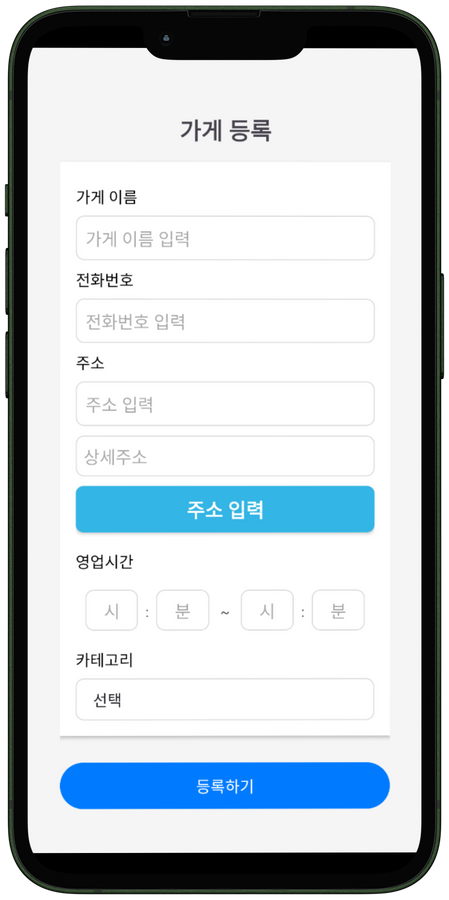 가게 등록
가게 이름
가게 이름 입력
전화번호
전화번호 입력
주소
주소 입력
상세주소
주소 입력
영업시간
시 : 분 ~ 시 : 분
카테고리
선택
등록하기